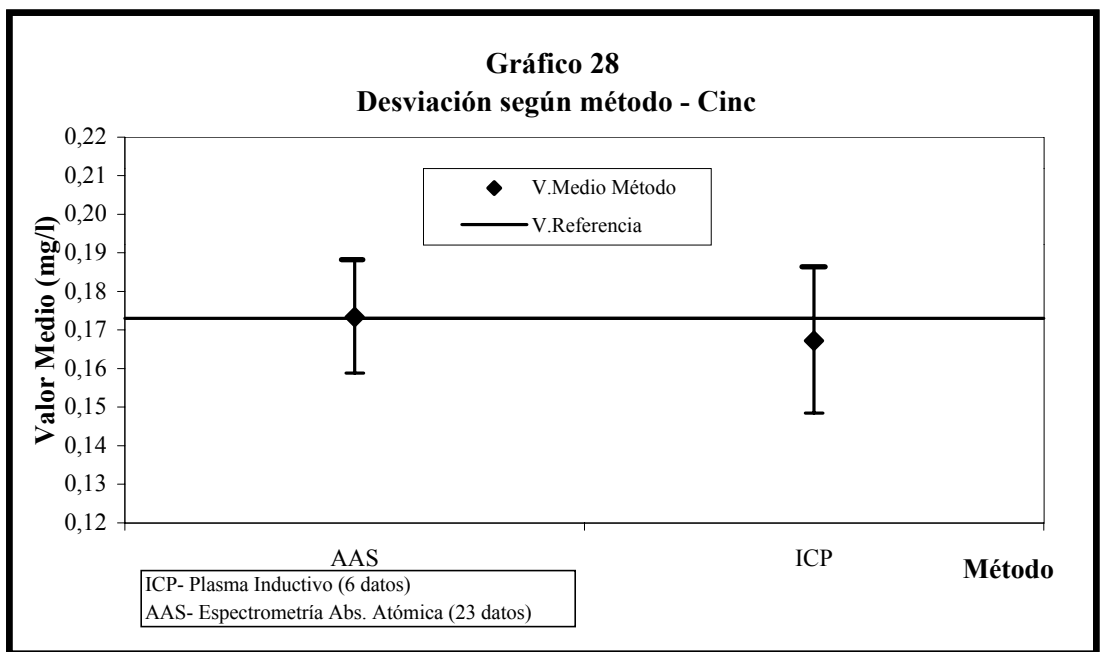 Gráfico 28
Desviación según método - Cinc
0,22
0,21
0,20
0,19
0,18
0,17
0,16
0,15
0,14
0,13
0,12
Valor Medio (mg/l)
V.Medio Método
V.Referencia
AAS
ICP
Método
ICP- Plasma Inductivo (6 datos)
AAS- Espectrometría Abs. Atómica (23 datos)